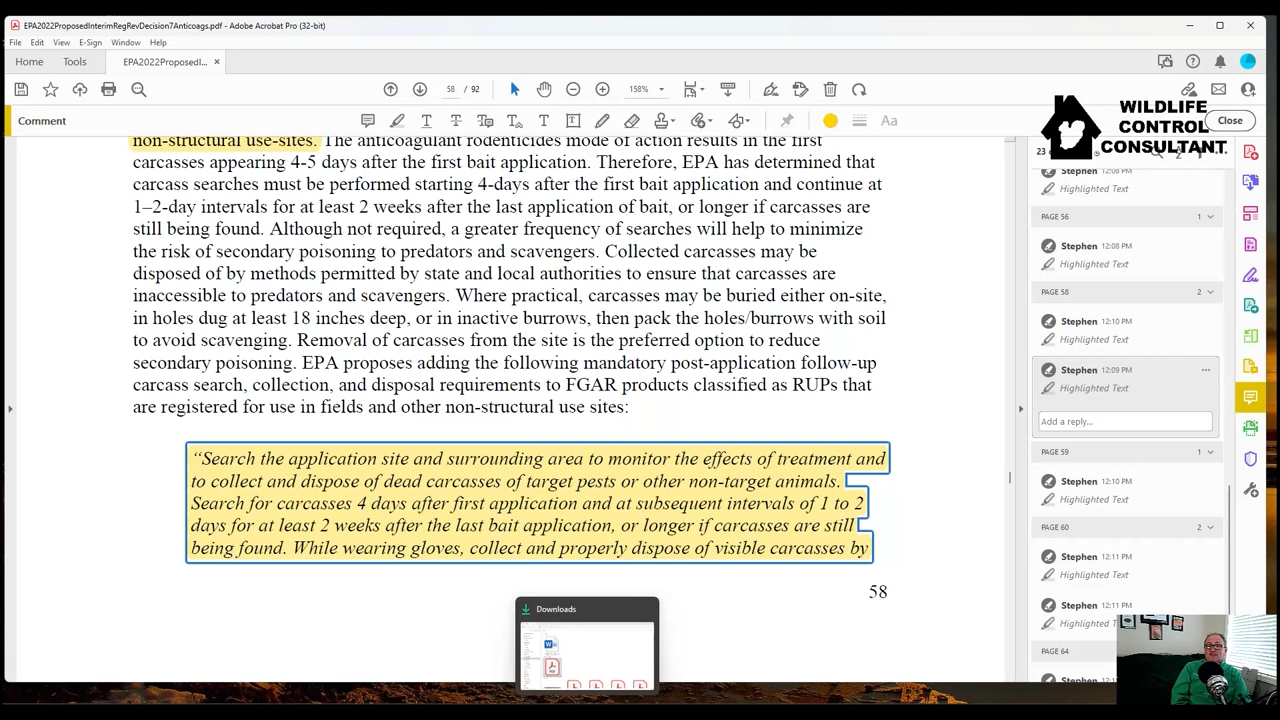 EPA2022ProposedInterimRegRevDecision7Anticoags.pdf - Adobe Acrobat Pro (32-bit)
File Edit View E-Sign Window Help
Home Tools EPA2022ProposedI... ×
58 / 92 158%
Comment
WILDLIFE
CONTROL
CONSULTANT
Close
non-structural use-sites. The anticoagulant rodenticides mode of action results in the first
carcasses appearing 4-5 days after the first bait application. Therefore, EPA has determined that
carcass searches must be performed starting 4-days after the first bait application and continue at
1–2-day intervals for at least 2 weeks after the last application of bait, or longer if carcasses are
still being found. Although not required, a greater frequency of searches will help to minimize
the risk of secondary poisoning to predators and scavengers. Collected carcasses may be
disposed of by methods permitted by state and local authorities to ensure that carcasses are
inaccessible to predators and scavengers. Where practical, carcasses may be buried either on-site,
in holes dug at least 18 inches deep, or in inactive burrows, then pack the holes/burrows with soil
to avoid scavenging. Removal of carcasses from the site is the preferred option to reduce
secondary poisoning. EPA proposes adding the following mandatory post-application follow-up
carcass search, collection, and disposal requirements to FGAR products classified as RUPs that
are registered for use in fields and other non-structural use sites:
“Search the application site and surrounding area to monitor the effects of treatment and
to collect and dispose of dead carcasses of target pests or other non-target animals.
Search for carcasses 4 days after first application and at subsequent intervals of 1 to 2
days for at least 2 weeks after the last bait application, or longer if carcasses are still
being found. While wearing gloves, collect and properly dispose of visible carcasses by
58
Downloads
23
Stephen 12:08 PM
Highlighted Text
PAGE 56 1
Stephen 12:08 PM
Highlighted Text
PAGE 58 2
Stephen 12:10 PM
Highlighted Text
Stephen 12:09 PM
Highlighted Text
Add a reply...
PAGE 59 1
Stephen 12:10 PM
Highlighted Text
PAGE 60 2
Stephen 12:11 PM
Highlighted Text
Stephen 12:11 PM
Highlighted
PAGE 64
Stephen